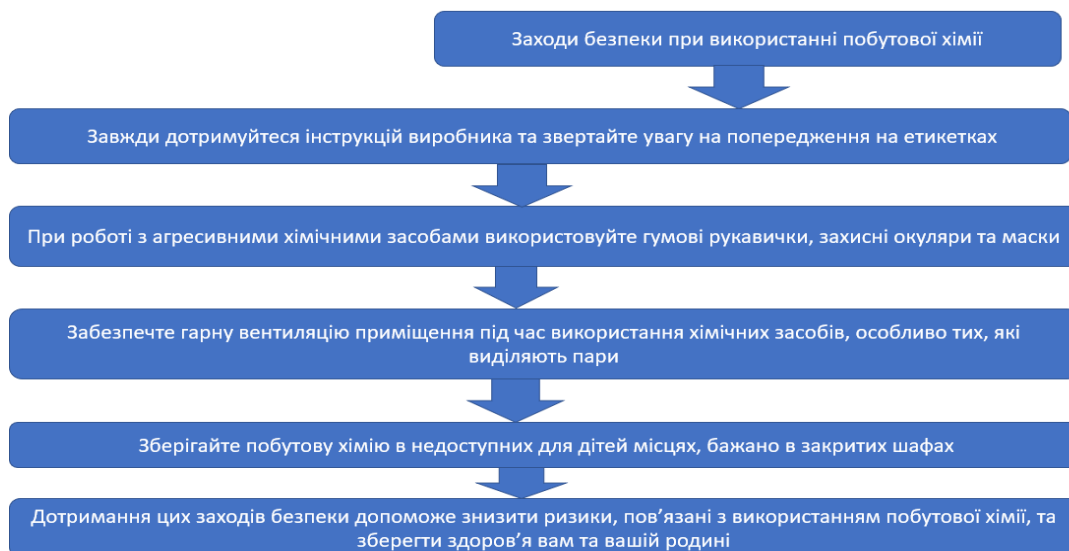 Заходи безпеки при використанні побутової хімії
Завжди дотримуйтеся інструкцій виробника та звертайте увагу на попередження на етикетках
При роботі з агресивними хімічними засобами використовуйте гумові рукавички, захисні окуляри та маски
Забезпечте гарну вентиляцію приміщення під час використання хімічних засобів, особливо тих, які
виділяють пари
Зберігайте побутову хімію в недоступних для дітей місцях, бажано в закритих шафах
Дотримання цих заходів безпеки допоможе знизити ризики, пов’язані з використанням побутової хімії, та
зберегти здоров’я вам та вашій родині